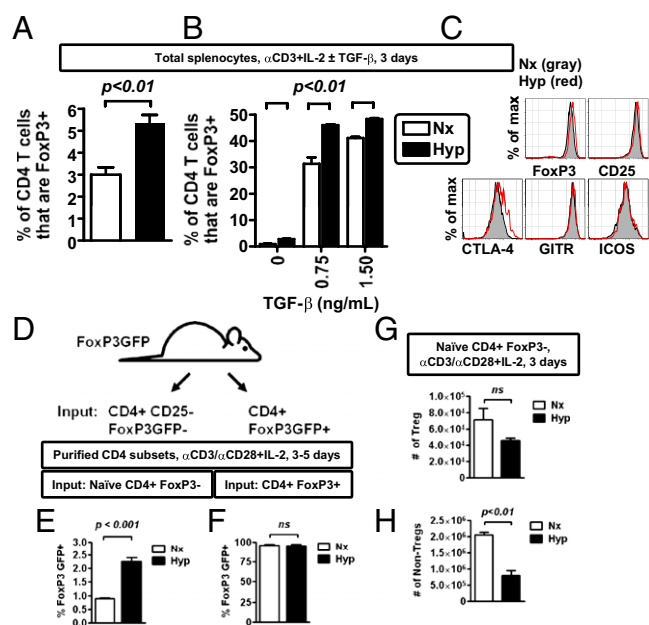 A
B
C
Total splenocytes, αCD3+IL-2 ± TGF-β, 3 days
p<0.01
% of CD4 T cells
that are FoxP3+
6
5
4
3
2
1
0
p<0.01
% of CD4 T cells
that are FoxP3+
50
40
30
20
10
0
0
0.75
1.50
TGF-β (ng/mL)
Nx
Hyp
Nx (gray)
Hyp (red)
% of max
FoxP3
CD25
% of max
CTLA-4
GITR
ICOS
D
FoxP3GFP
Input:
CD4+ CD25-
FoxP3GFP-
CD4+
FoxP3GFP+
Purified CD4 subsets, αCD3/αCD28+IL-2, 3-5 days
Input: Naïve CD4+ FoxP3-
Input: CD4+ FoxP3+
E
p < 0.001
% FoxP3 GFP+
3.0
2.5
2.0
1.5
1.0
0.5
0.0
Nx
Hyp
F
ns
% FoxP3 GFP+
100
75
50
25
0
Nx
Hyp
G
Naïve CD4+ FoxP3-,
αCD3/αCD28+IL-2, 3 days
ns
# of Treg
1.0×10⁵
8.0×10⁴
6.0×10⁴
4.0×10⁴
2.0×10⁴
0
Nx
Hyp
H
p<0.01
# of Non-Tregs
2.5×10⁶
2.0×10⁶
1.5×10⁶
1.0×10⁶
5.0×10⁵
0
Nx
Hyp